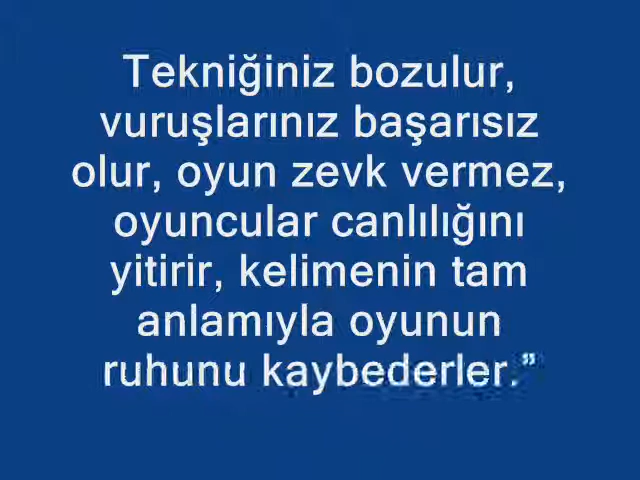 Tekniğiniz bozulur,
vuruşlarınız başarısız
olur, oyun zevk vermez,
oyuncular canlılığını
yitirir, kelimenin tam
anlamıyla oyunun
ruhunu kaybederler.”